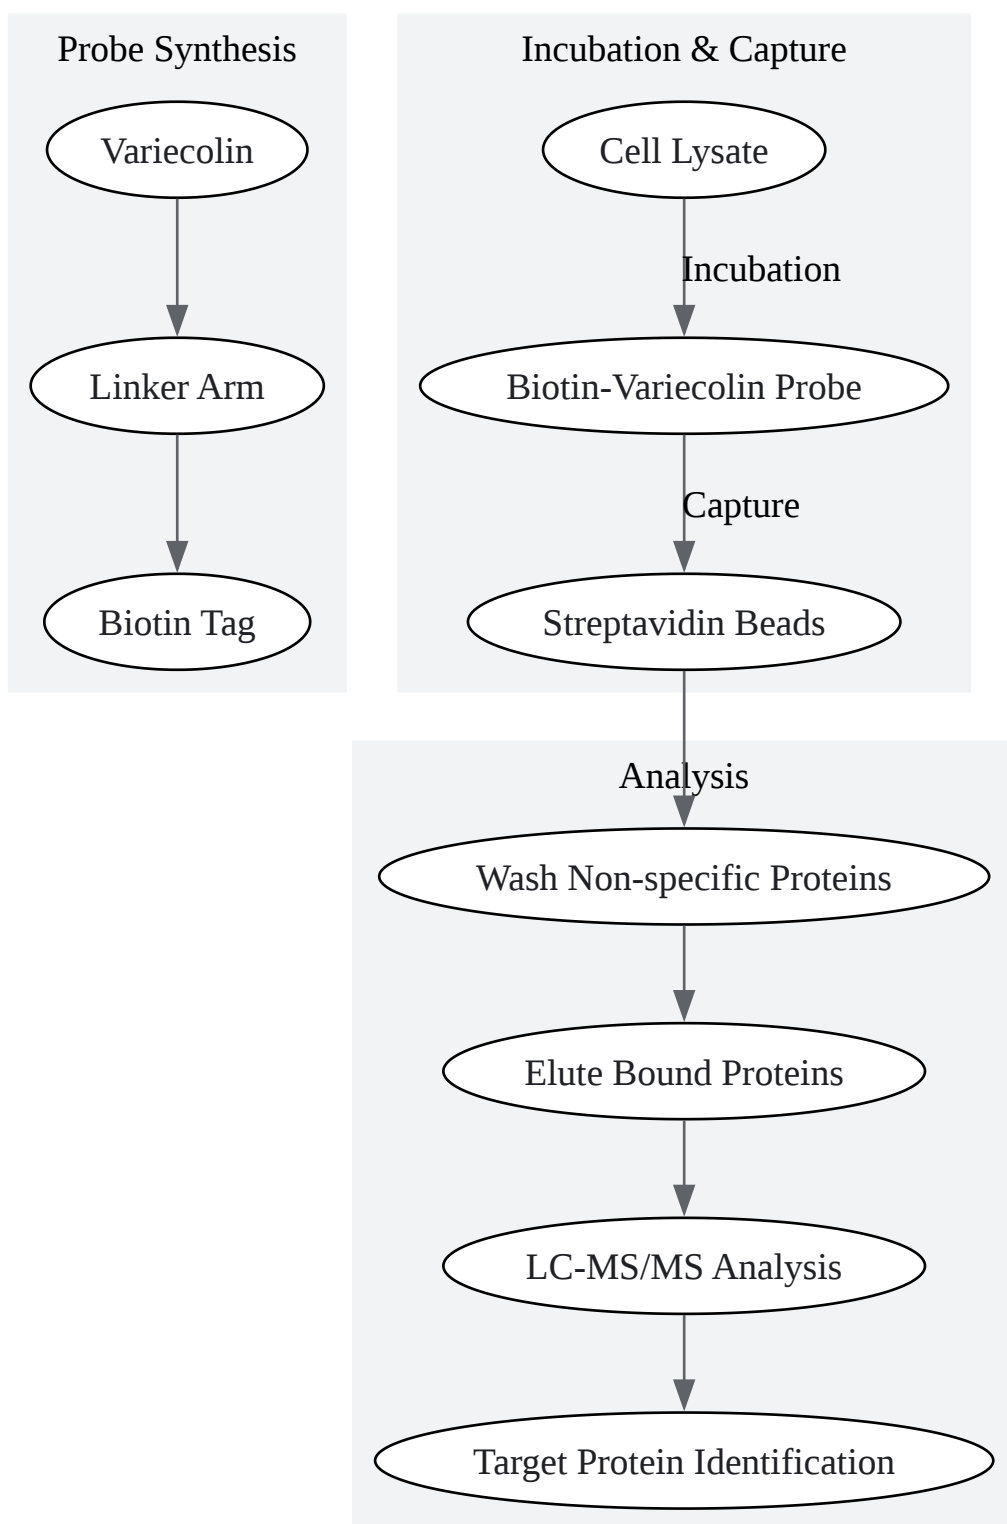 Probe Synthesis
Variecolin
Linker Arm
Biotin Tag
Incubation & Capture
Cell Lysate
Incubation
Biotin-Variecolin Probe
Capture
Streptavidin Beads
Analysis
Wash Non-specific Proteins
Elute Bound Proteins
LC-MS/MS Analysis
Target Protein Identification